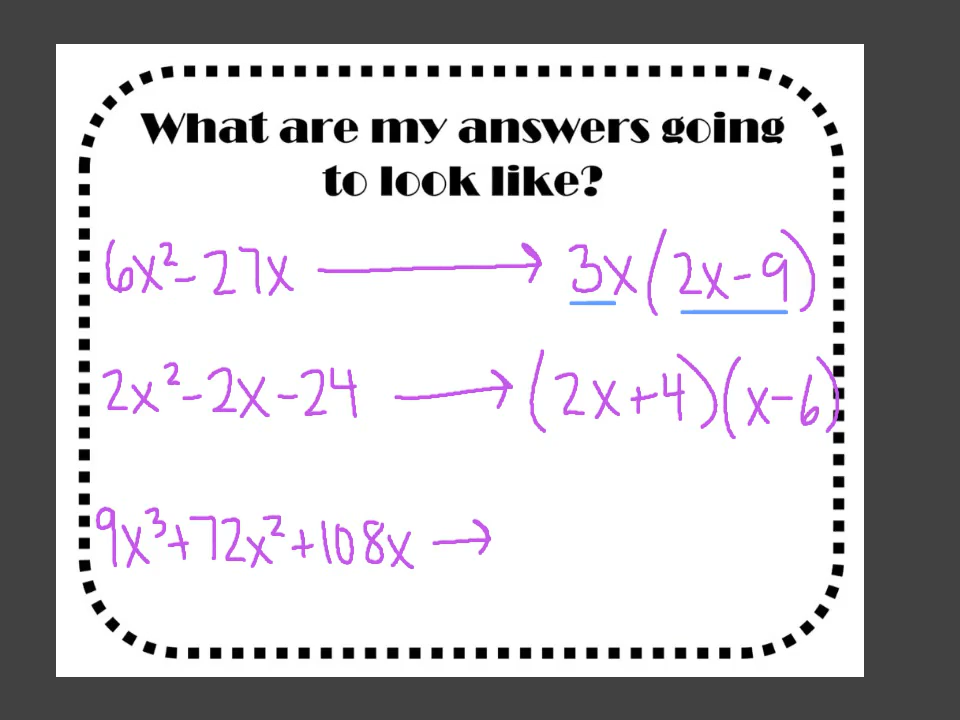 What are my answers going
to look like?
6x² - 27x → 3x(2x - 9)
2x² - 2x - 24 → (2x + 4)(x - 6)
9x³ + 72x² + 108x →